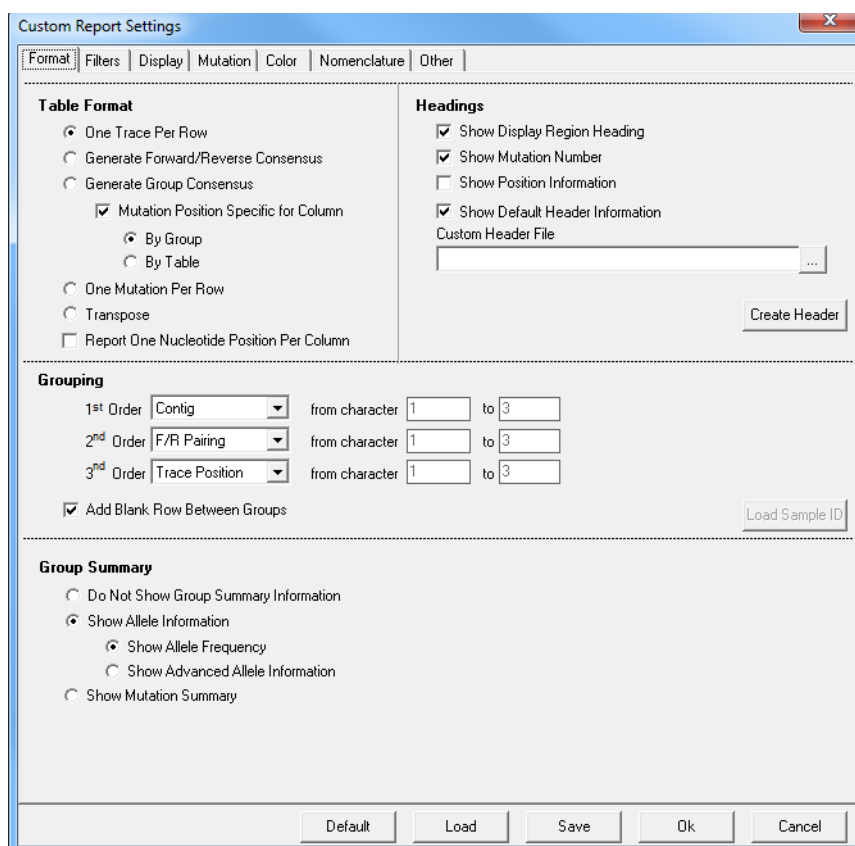 Custom Report Settings
Format Filters Display Mutation Color Nomenclature Other
Table Format
One Trace Per Row
Generate Forward/Reverse Consensus
Generate Group Consensus
Mutation Position Specific for Column
By Group
By Table
One Mutation Per Row
Transpose
Report One Nucleotide Position Per Column
Headings
Show Display Region Heading
Show Mutation Number
Show Position Information
Show Default Header Information
Custom Header File
...
Create Header
Grouping
1st Order Contig from character 1 to 3
2nd Order F/R Pairing from character 1 to 3
3nd Order Trace Position from character 1 to 3
Add Blank Row Between Groups
Load Sample ID
Group Summary
Do Not Show Group Summary Information
Show Allele Information
Show Allele Frequency
Show Advanced Allele Information
Show Mutation Summary
Default Load Save Ok Cancel